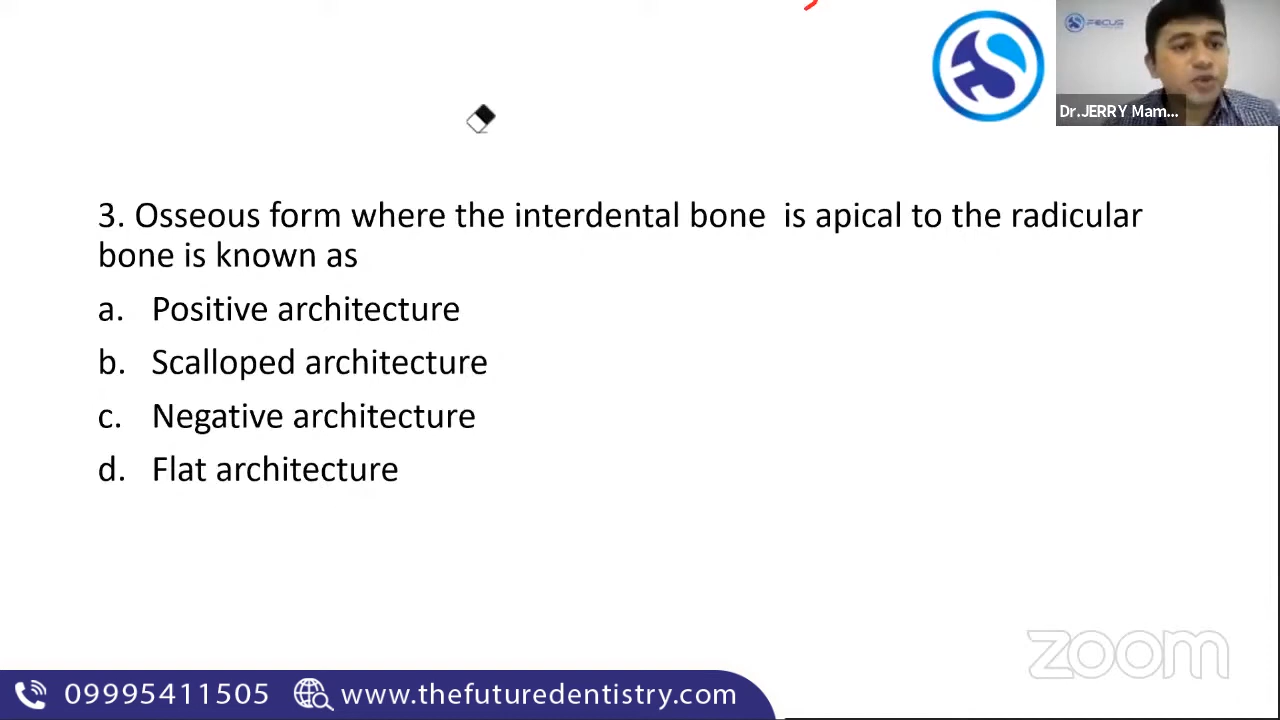 FOCUS
Dr.JERRY Mam...
3. Osseous form where the interdental bone  is apical to the radicular
bone is known as
a. Positive architecture
b. Scalloped architecture
c. Negative architecture
d. Flat architecture
zoom
09995411505 www.thefuturedentistry.com